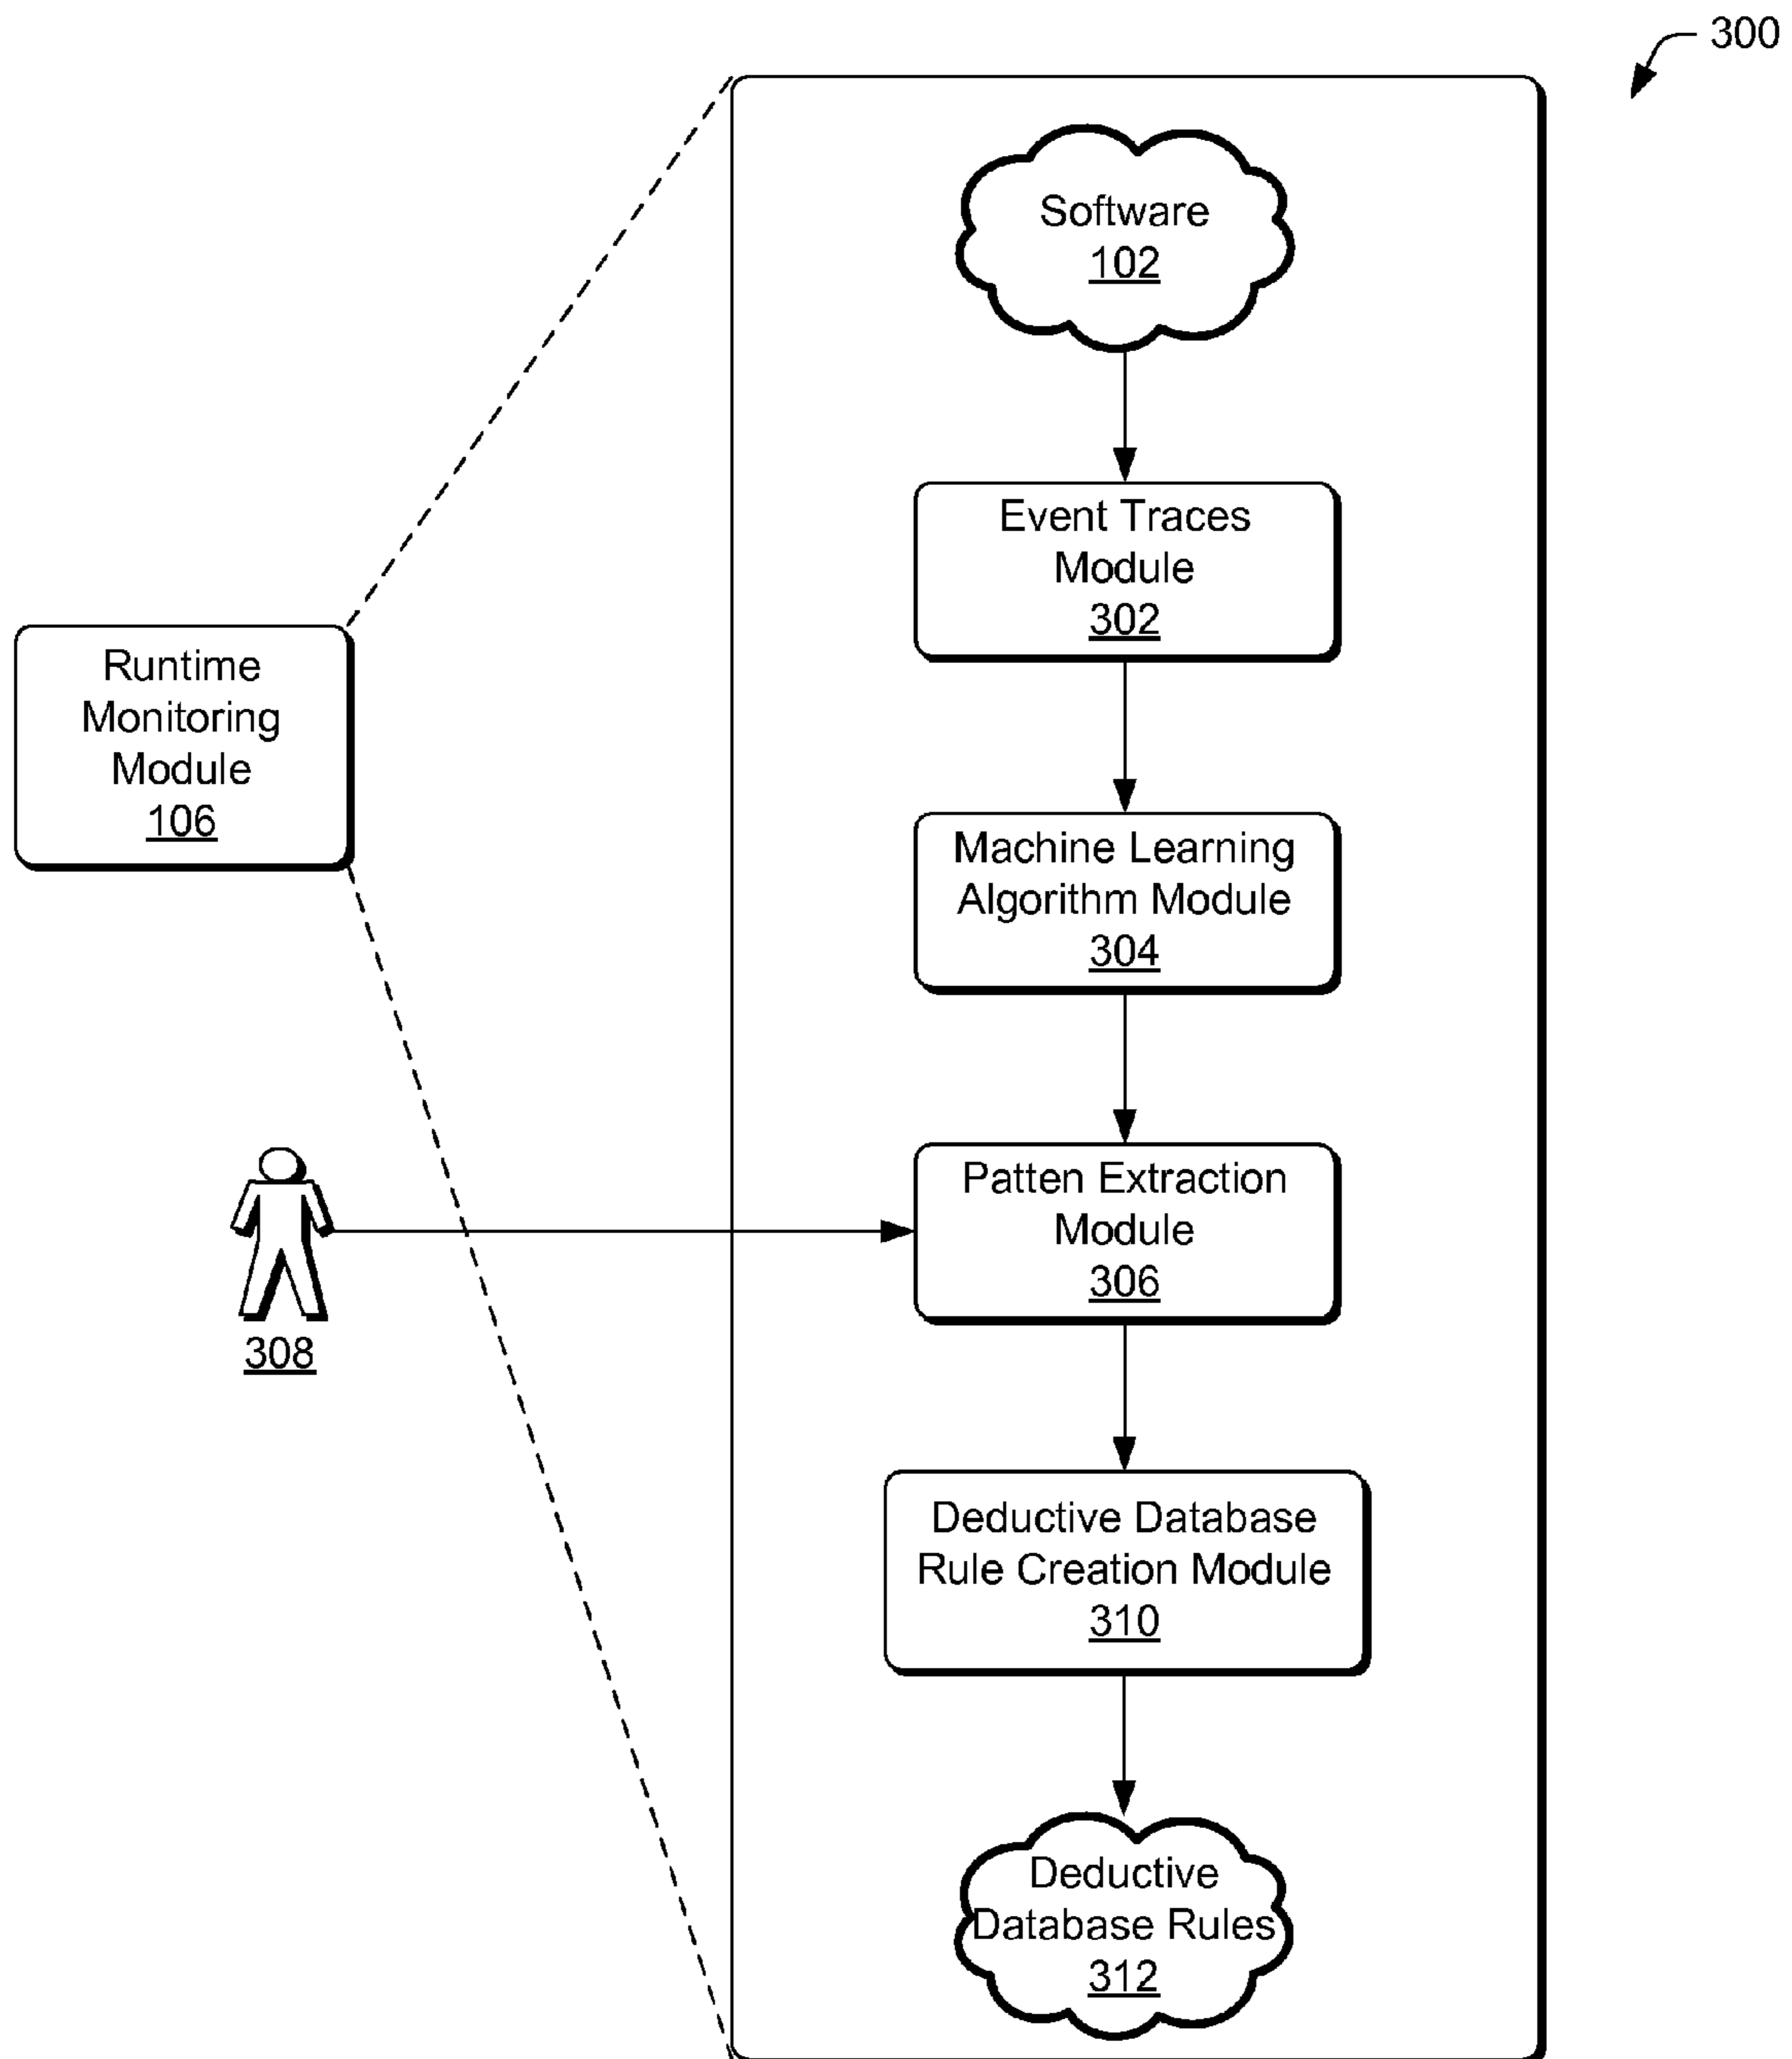 300
Software
102
Event Traces
Module
302
Runtime
Monitoring
Module
106
Machine Learning
Algorithm Module
304
Patten Extraction
Module
306
308
Deductive Database
Rule Creation Module
310
Deductive
Database Rules
312